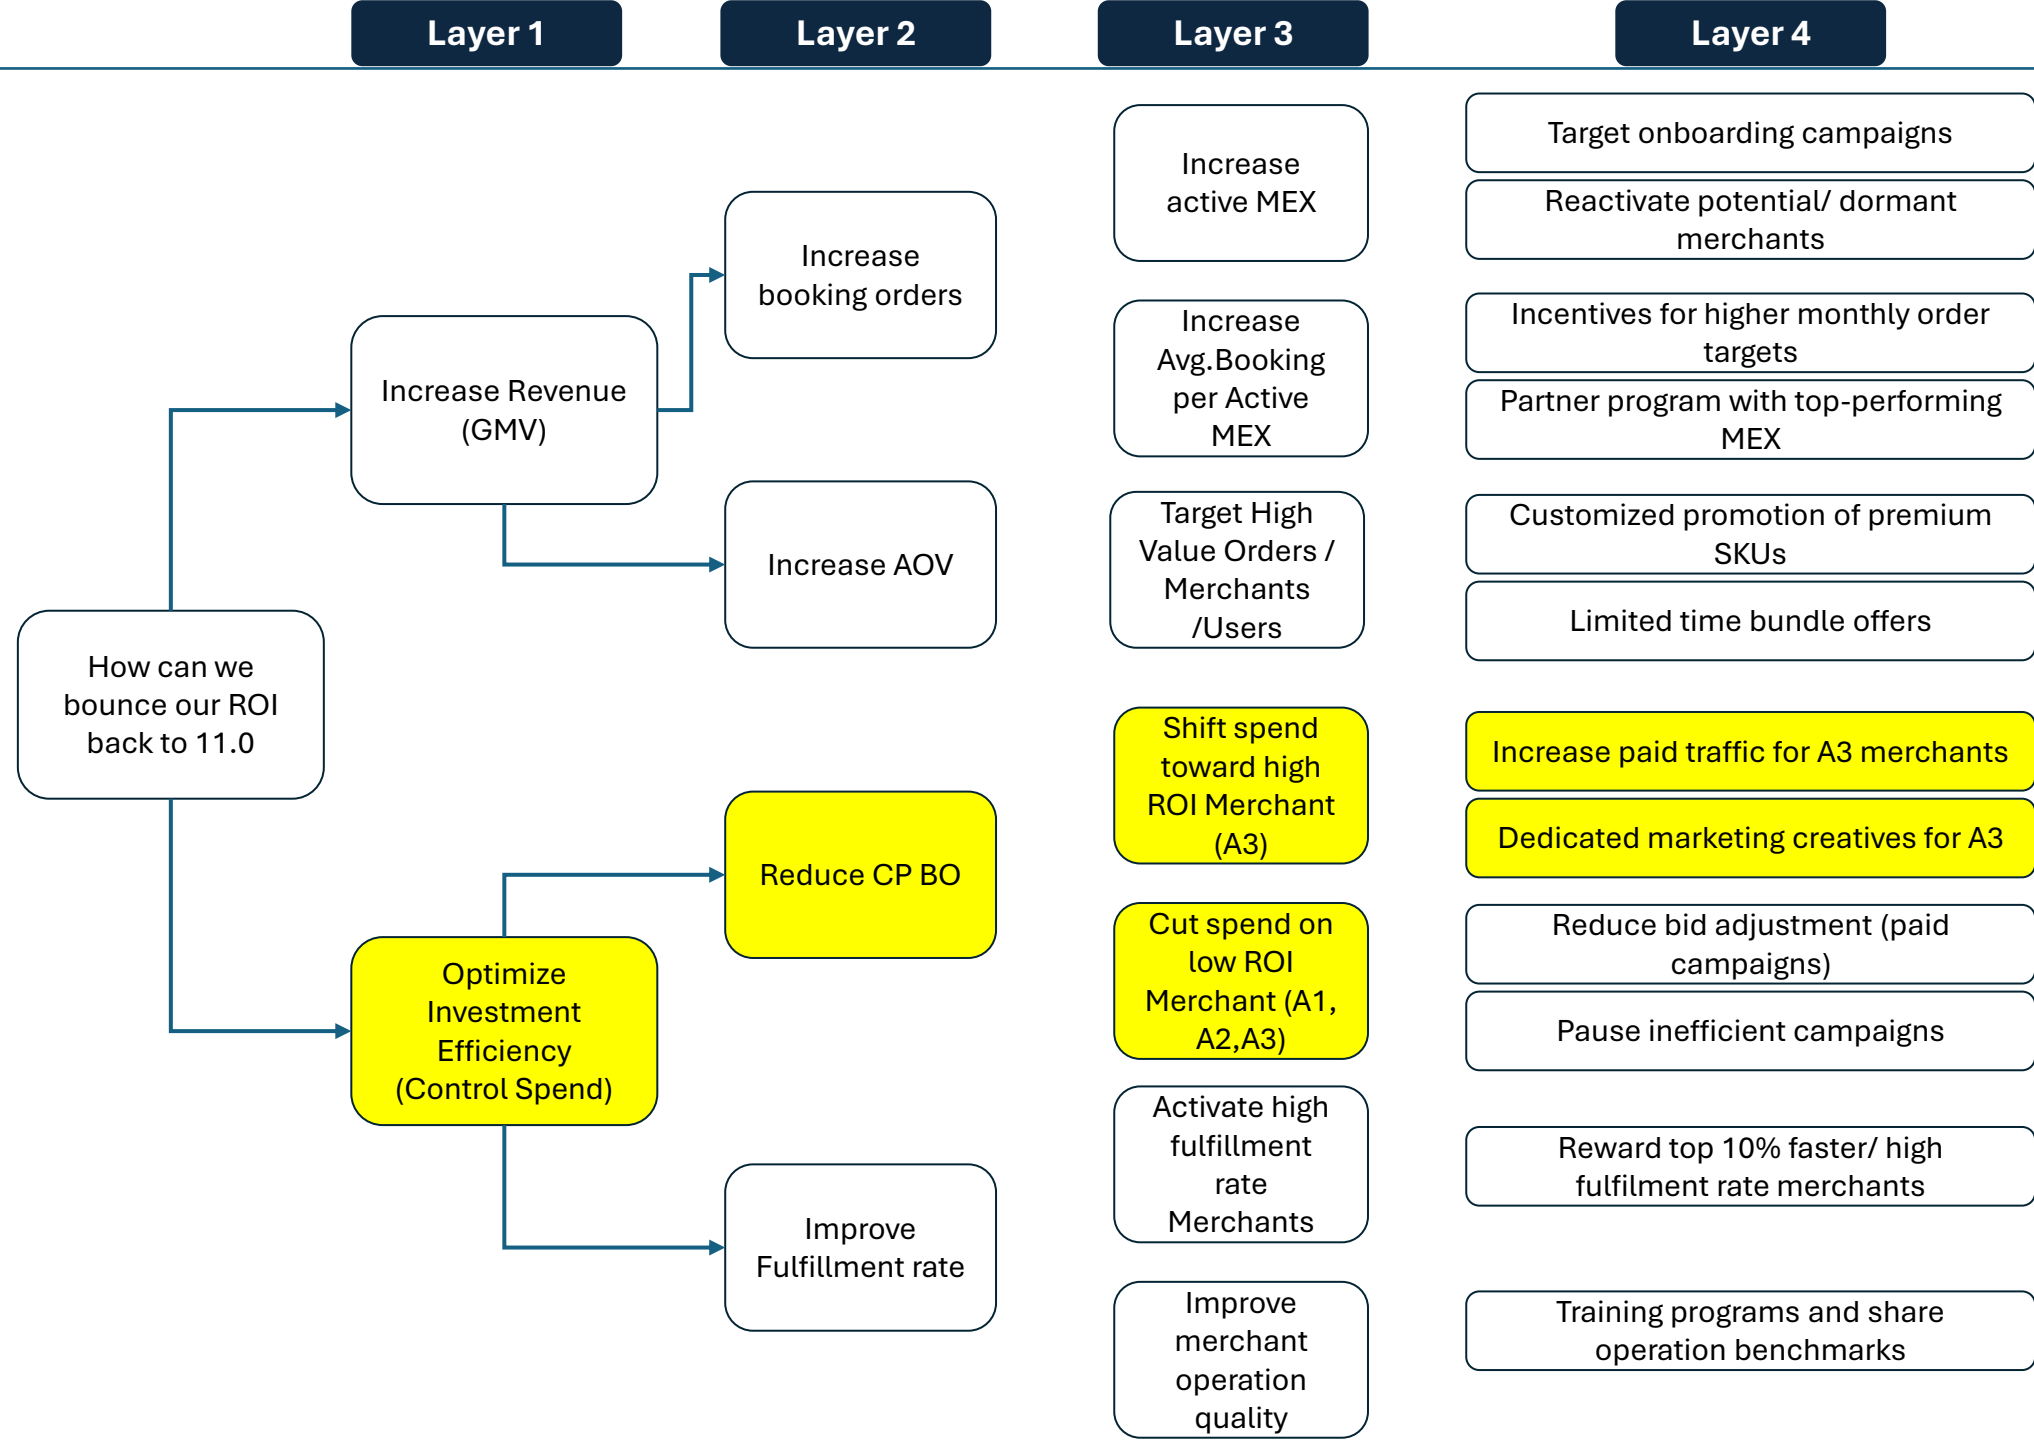 Layer 1
Layer 2
Layer 3
Layer 4
How can we
bounce our ROI
back to 11.0
Increase Revenue
(GMV)
Optimize
Investment
Efficiency
(Control Spend)
Increase
booking orders
Increase AOV
Reduce CP BO
Improve
Fulfillment rate
Increase
active MEX
Increase
Avg.Booking
per Active
MEX
Target High
Value Orders /
Merchants
/Users
Shift spend
toward high
ROI Merchant
(A3)
Cut spend on
low ROI
Merchant (A1,
A2,A3)
Activate high
fulfillment
rate
Merchants
Improve
merchant
operation
quality
Target onboarding campaigns
Reactivate potential/ dormant
merchants
Incentives for higher monthly order
targets
Partner program with top-performing
MEX
Customized promotion of premium
SKUs
Limited time bundle offers
Increase paid traffic for A3 merchants
Dedicated marketing creatives for A3
Reduce bid adjustment (paid
campaigns)
Pause inefficient campaigns
Reward top 10% faster/ high
fulfilment rate merchants
Training programs and share
operation benchmarks